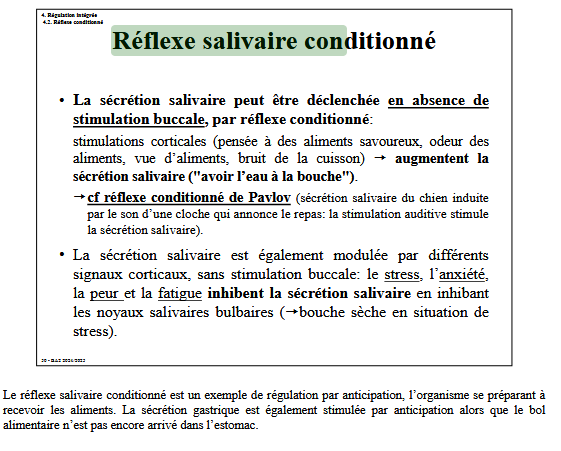 4. Régulation intégrée
4.2. Réflexe conditionné
Réflexe salivaire conditionné
• La sécrétion salivaire peut être déclenchée en absence de
stimulation buccale, par réflexe conditionné:
stimulations corticales (pensée à des aliments savoureux, odeur des
aliments, vue d'aliments, bruit de la cuisson) → augmentent la
sécrétion salivaire ("avoir l'eau à la bouche").
→cf réflexe conditionné de Pavlov (sécrétion salivaire du chien induite
par le son d'une cloche qui annonce le repas: la stimulation auditive stimule
la sécrétion salivaire).
• La sécrétion salivaire est également modulée par différents
signaux corticaux, sans stimulation buccale: le stress, l'anxiété,
la peur et la fatigue inhibent la sécrétion salivaire en inhibant
les noyaux salivaires bulbaires (→bouche sèche en situation de
stress).
2024/2025
Le réflexe salivaire conditionné est un exemple de régulation par anticipation, l'organisme se préparant à
recevoir les aliments. La sécrétion gastrique est également stimulée par anticipation alors que le bol
alimentaire n'est pas encore arrivé dans l'estomac.